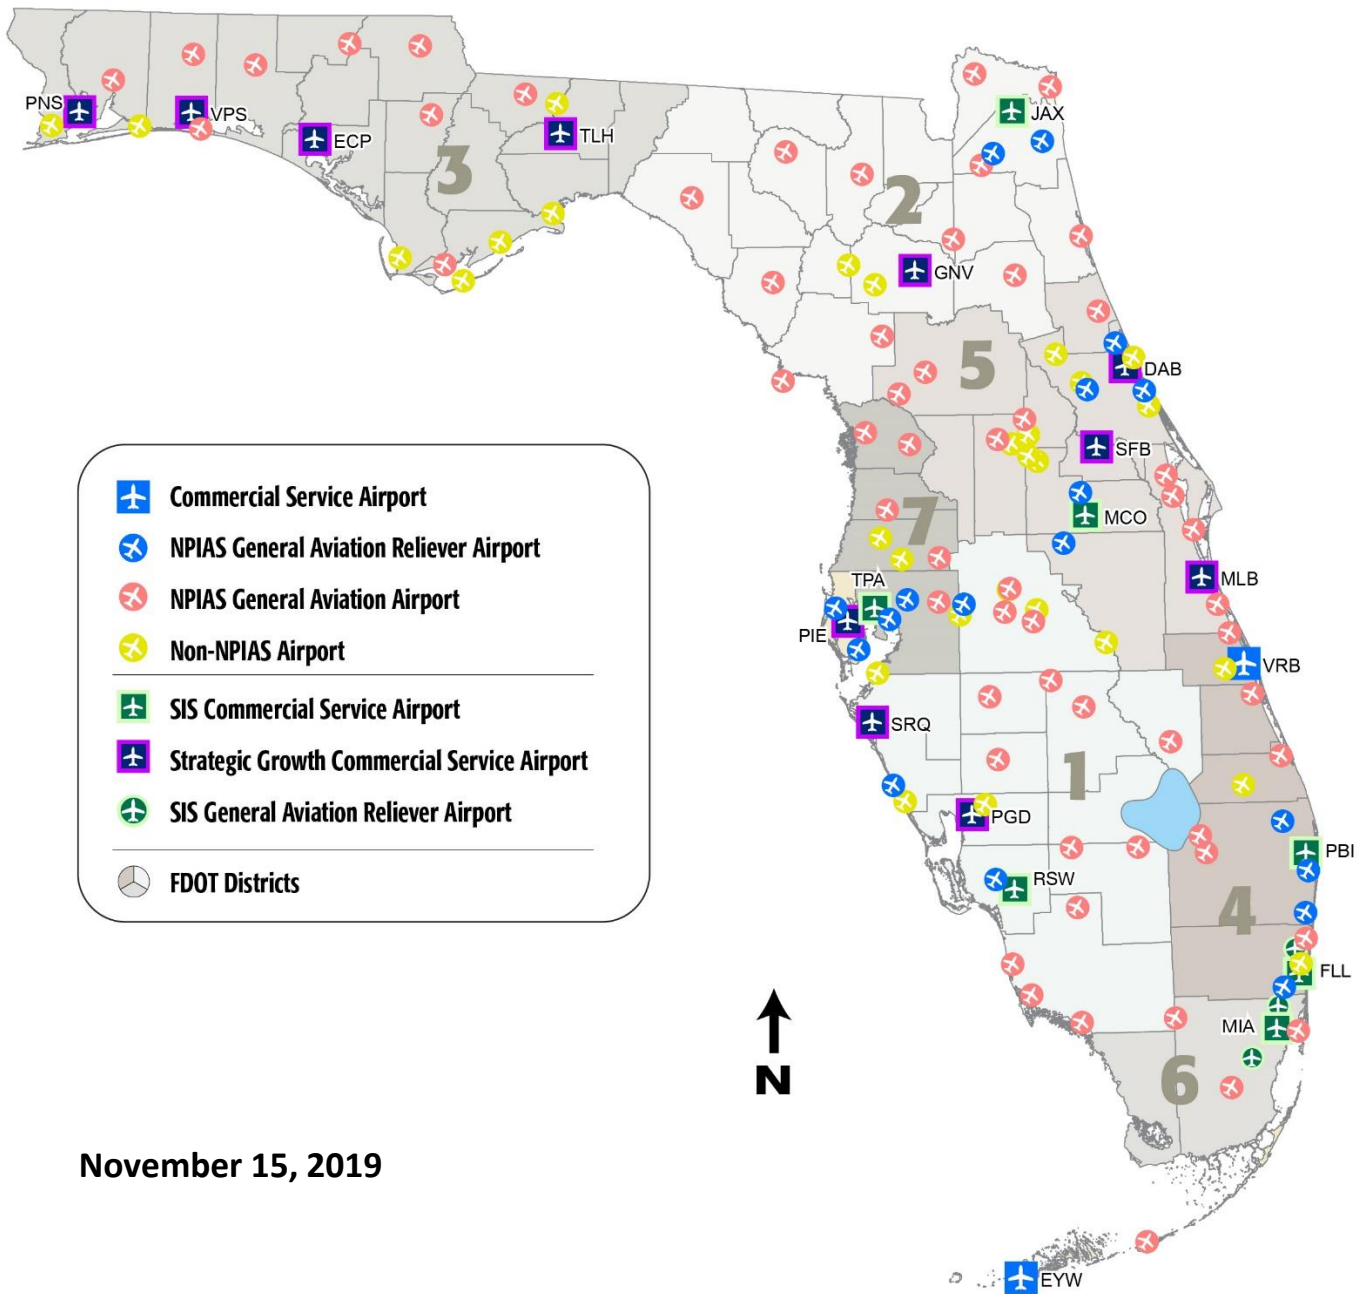 PNS
VPS
ECP
TLH
JAX
3
2
GNV
5
DAB
SFB
7
MCO
TPA
MLB
PIE
VRB
SRQ
1
PGD
PBI
RSW
4
FLL
MIA
6
EYW
Commercial Service Airport
NPIAS General Aviation Reliever Airport
NPIAS General Aviation Airport
Non-NPIAS Airport
SIS Commercial Service Airport
Strategic Growth Commercial Service Airport
SIS General Aviation Reliever Airport
FDOT Districts
N
November 15, 2019